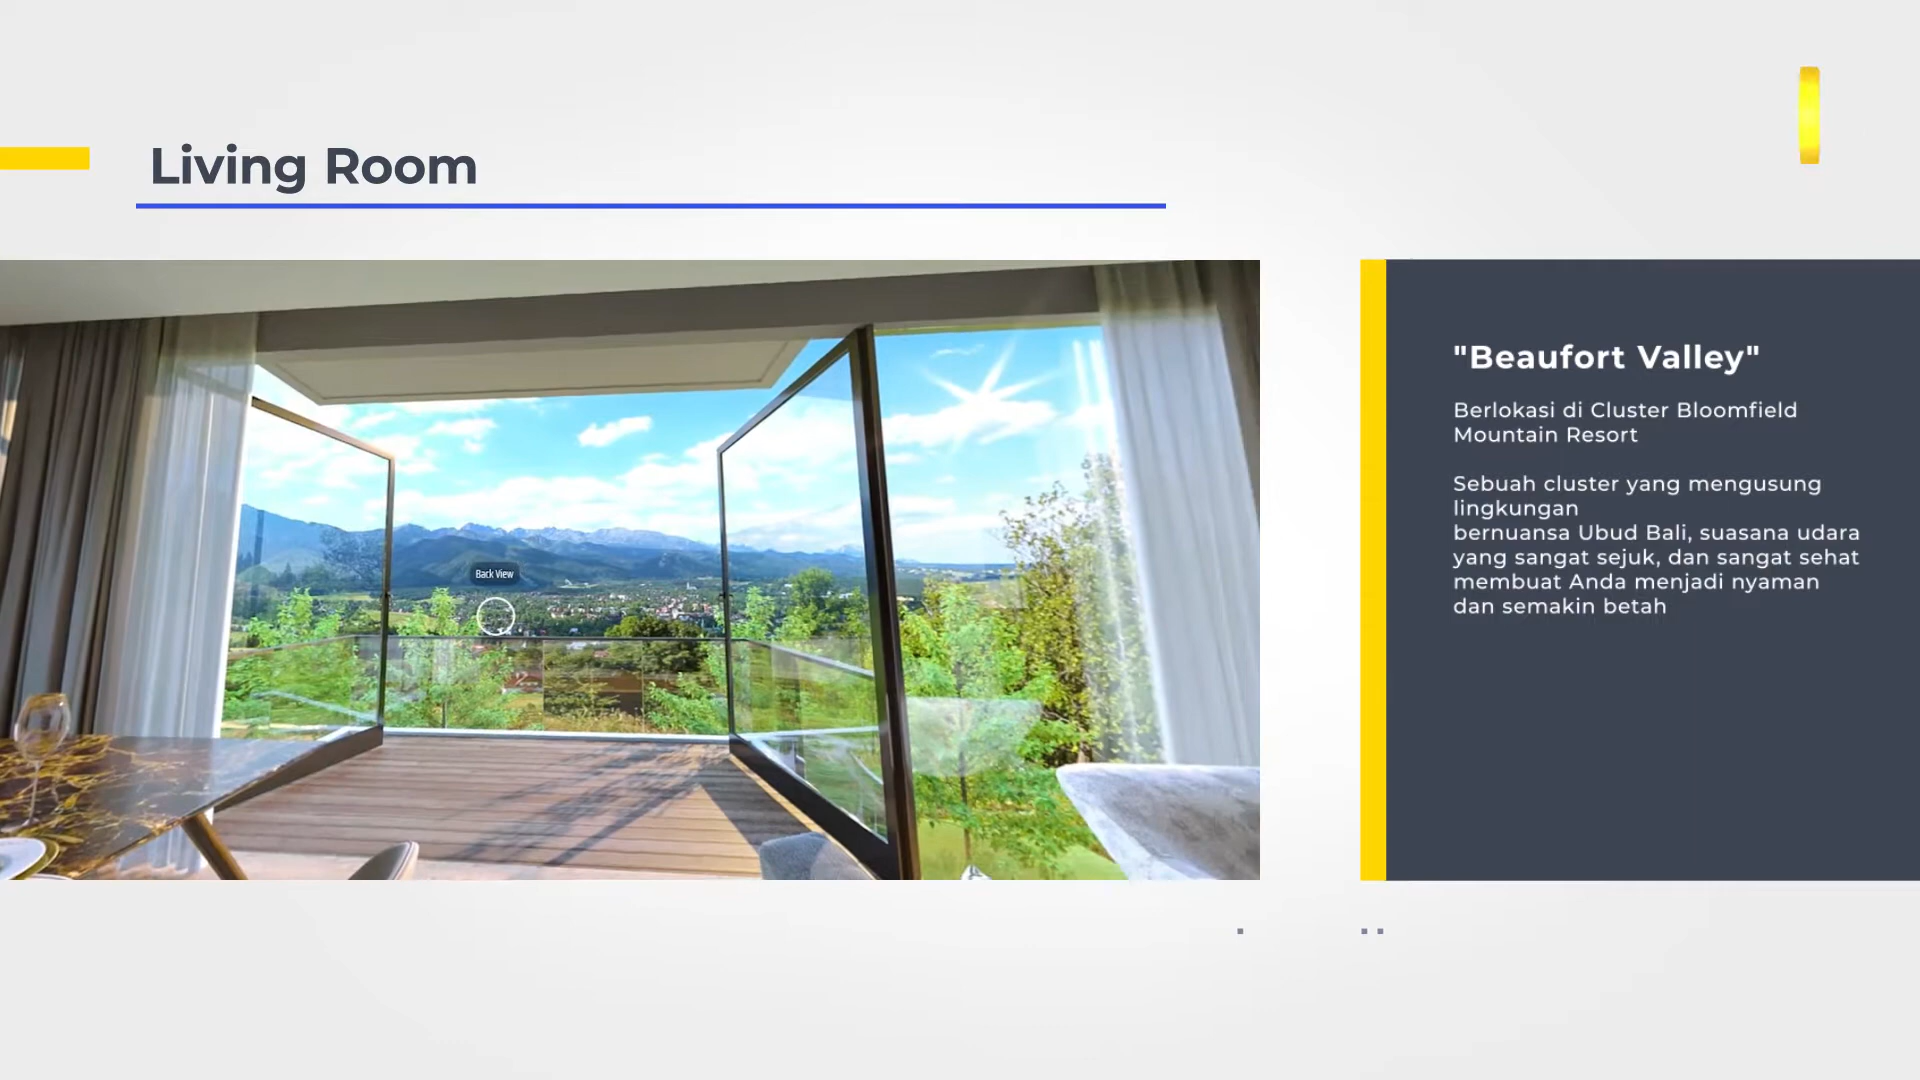 Living Room
Back View
"Beaufort Valley"
Berlokasi di Cluster Bloomfield
Mountain Resort
Sebuah cluster yang mengusung
lingkungan
bernuansa Ubud Bali, suasana udara
yang sangat sejuk, dan sangat sehat
membuat Anda menjadi nyaman
dan semakin betah